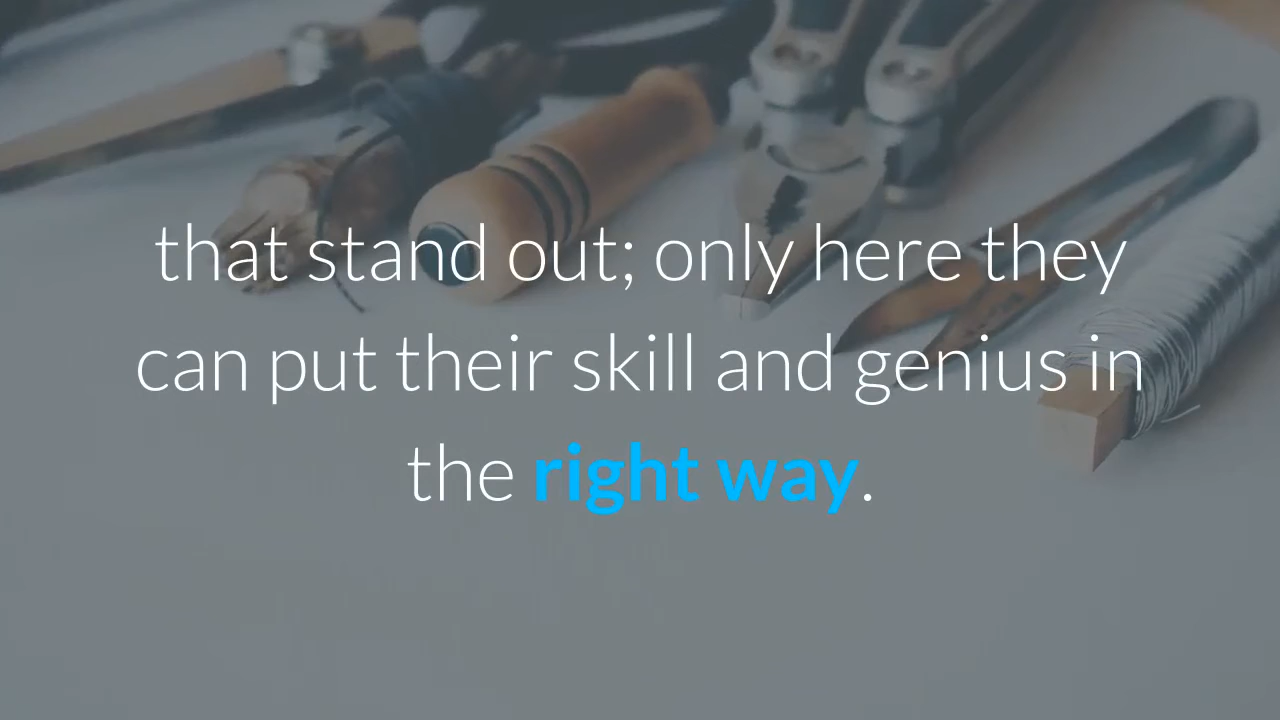 that stand out; only here they
can put their skill and genius in
the right way.